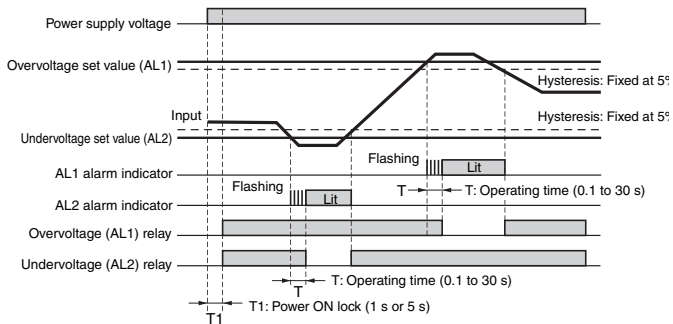 Power supply voltage
Overvoltage set value (AL1)
Hysteresis: Fixed at 5%
Input
Hysteresis: Fixed at 5%
Undervoltage set value (AL2)
Flashing
Lit
AL1 alarm indicator
T
T: Operating time (0.1 to 30 s)
Flashing
Lit
AL2 alarm indicator
Overvoltage (AL1) relay
Undervoltage (AL2) relay
T: Operating time (0.1 to 30 s)
T
T1: Power ON lock (1 s or 5 s)
T1